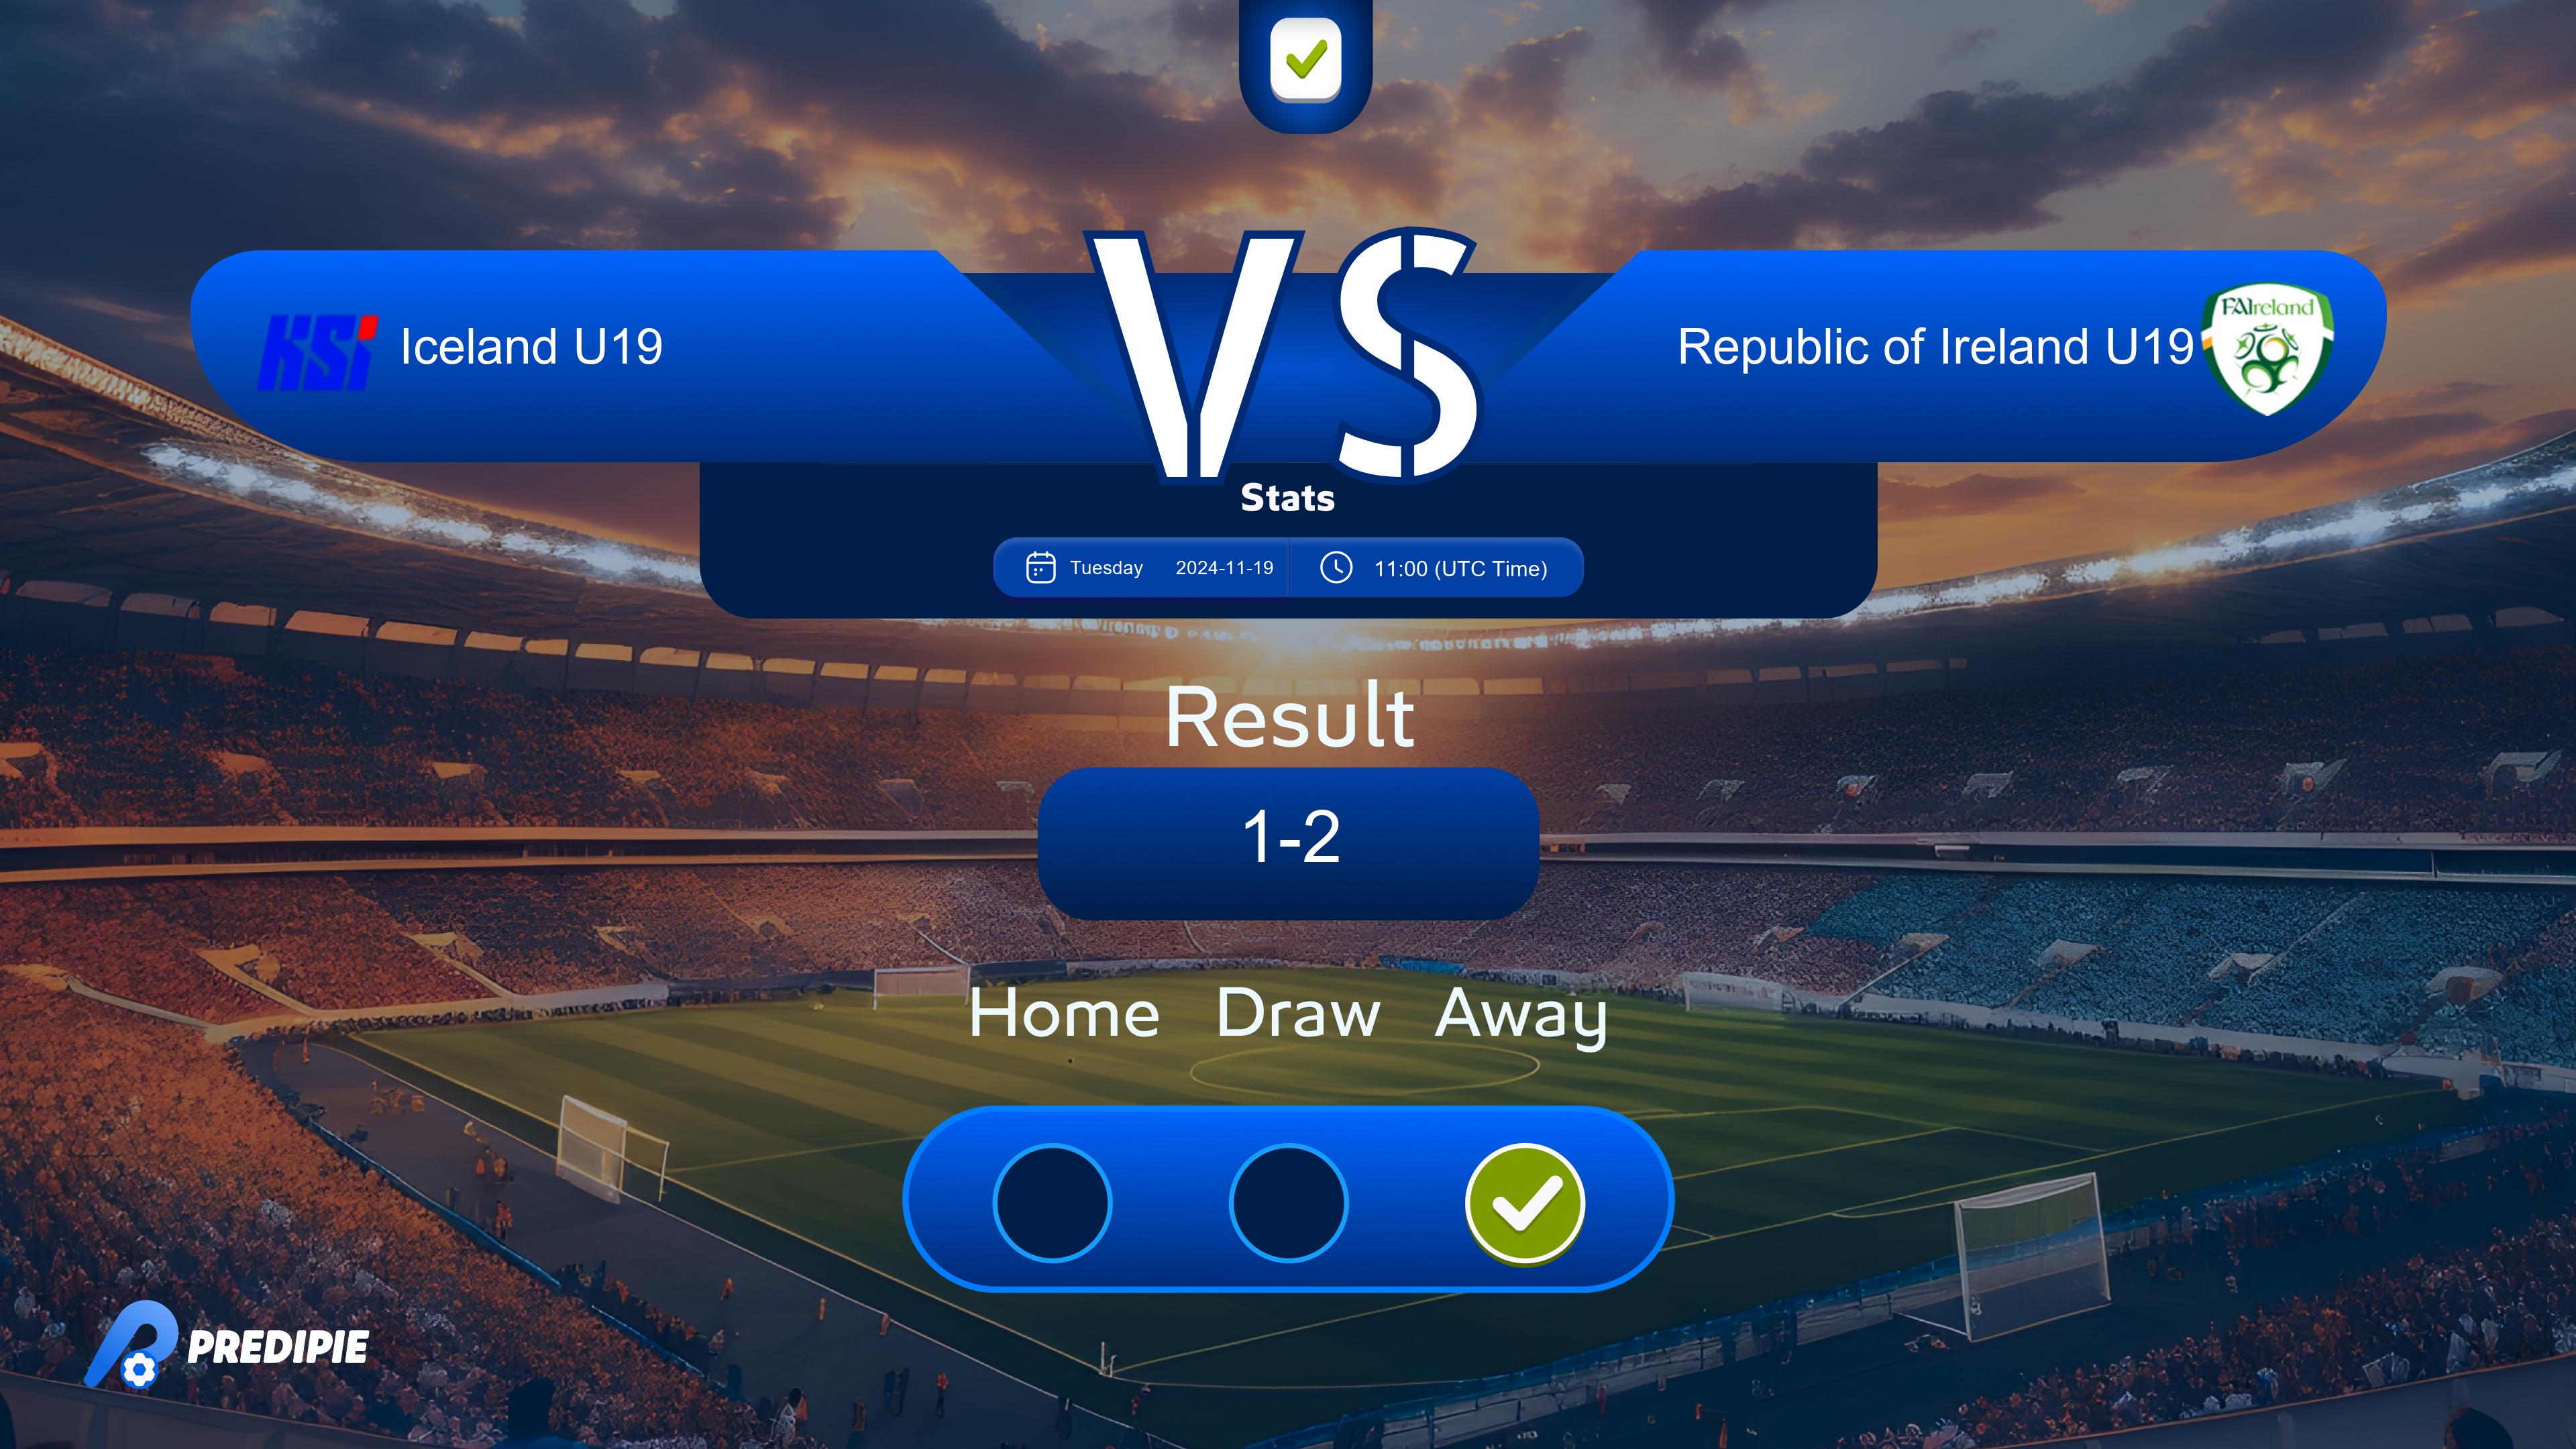 VS
KSÍ
Iceland U19
Republic of Ireland U19
FAIreland
Stats
Tuesday 2024-11-19 11:00 (UTC Time)
Result
1-2
Home Draw Away
PREDIPIE